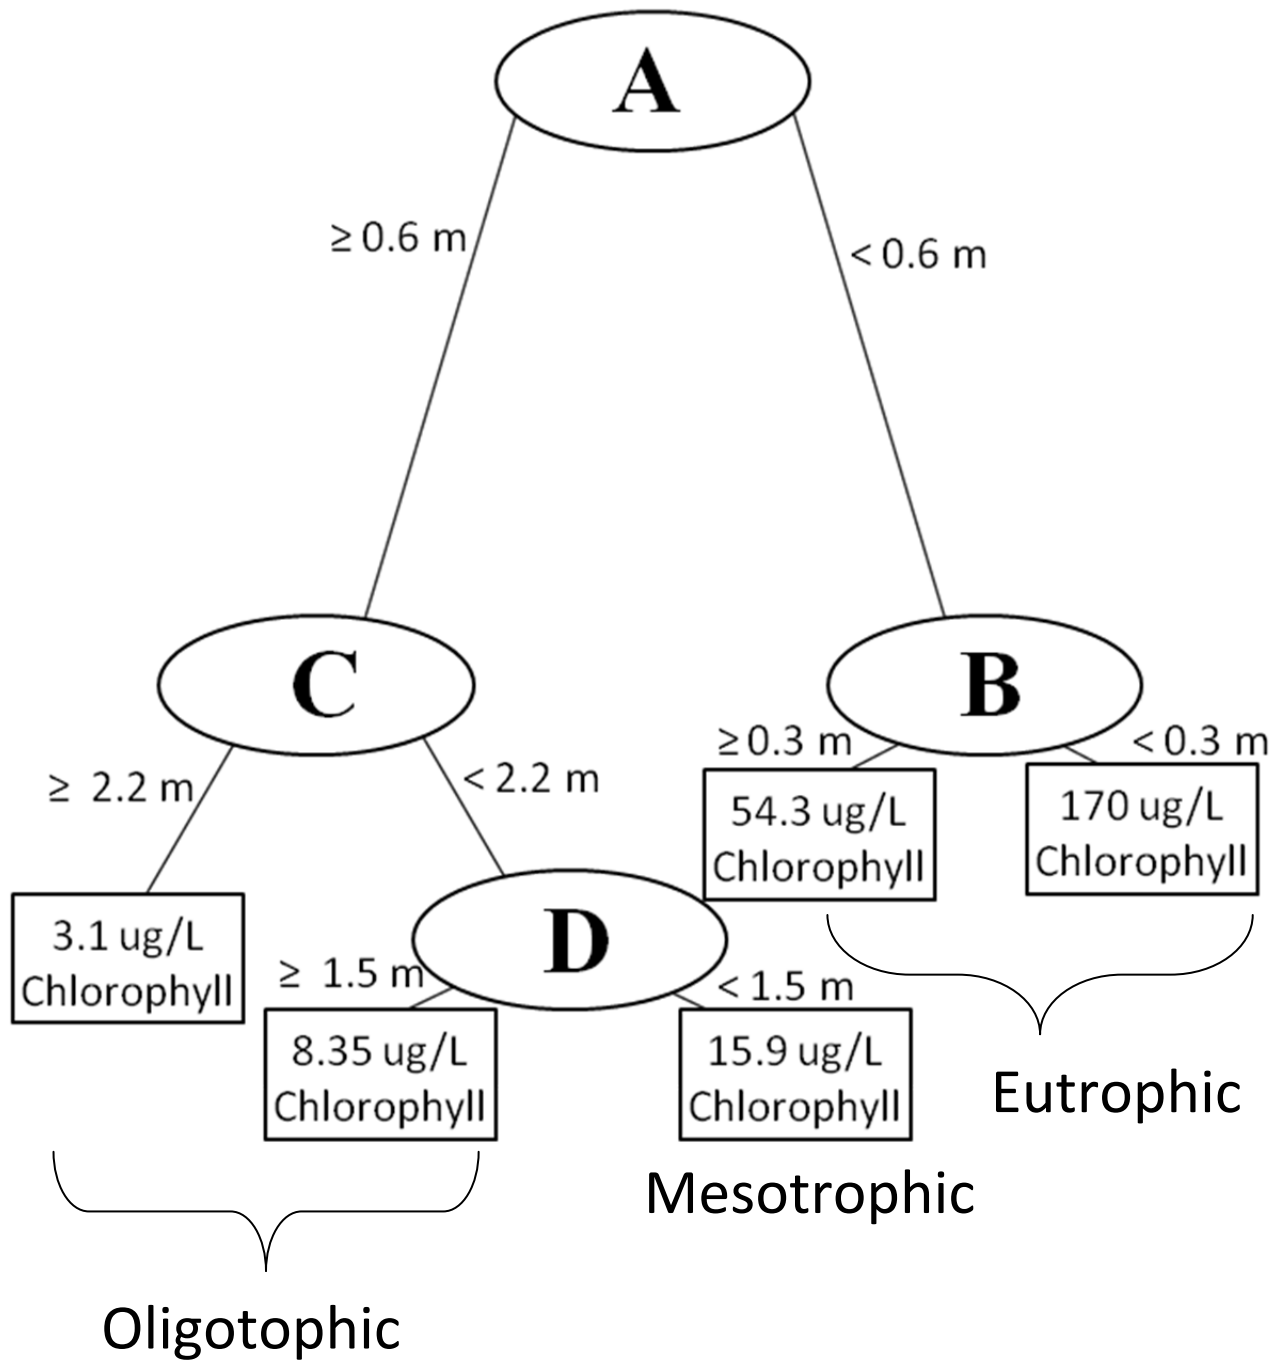 A
≥ 0.6 m
< 0.6 m
C
B
≥ 2.2 m
< 2.2 m
≥ 0.3 m
< 0.3 m
54.3 ug/L
Chlorophyll
170 ug/L
Chlorophyll
3.1 ug/L
Chlorophyll
D
≥ 1.5 m
< 1.5 m
8.35 ug/L
Chlorophyll
15.9 ug/L
Chlorophyll
Eutrophic
Mesotrophic
Oligotophic